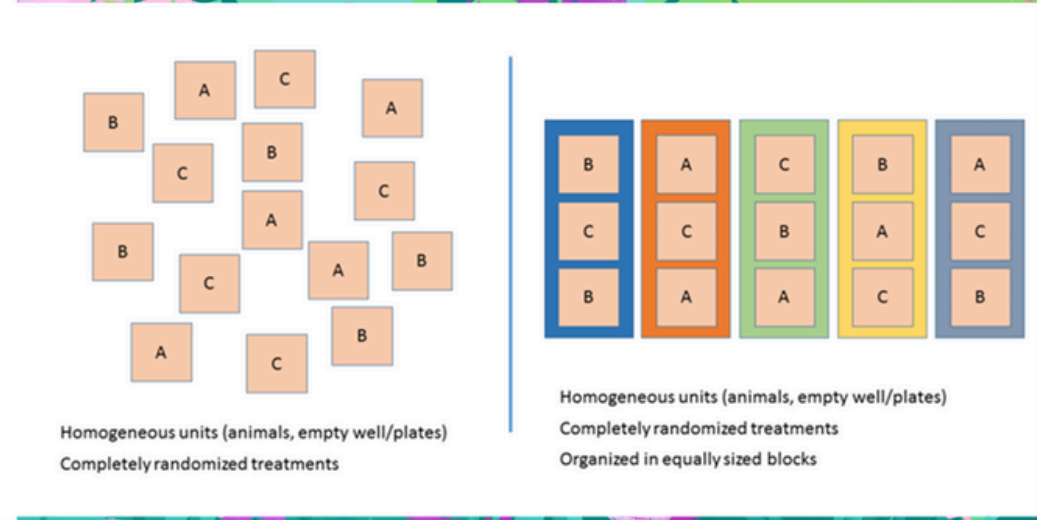 A
C
A
B
B
C
C
A
B
A
B
C
B
A
C
Homogeneous units (animals, empty well/plates)
Completely randomized treatments
B A C B A
C C B A C
B A A C B
Homogeneous units (animals, empty well/plates)
Completely randomized treatments
Organized in equally sized blocks